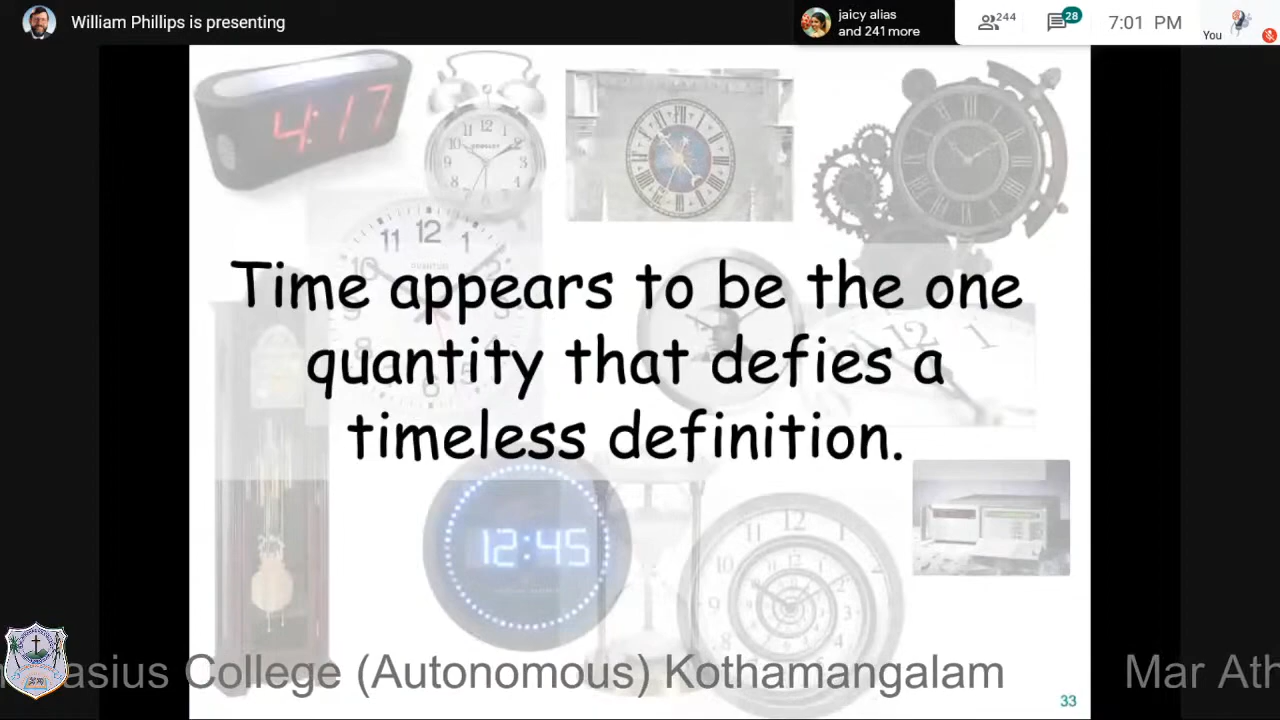 William Phillips is presenting
jaicy alias
and 241 more
244
28
7:01 PM
You
4:17
Time appears to be the one
quantity that defies a
timeless definition.
12:45
asius College (Autonomous) Kothamangalam
Mar Ath
33